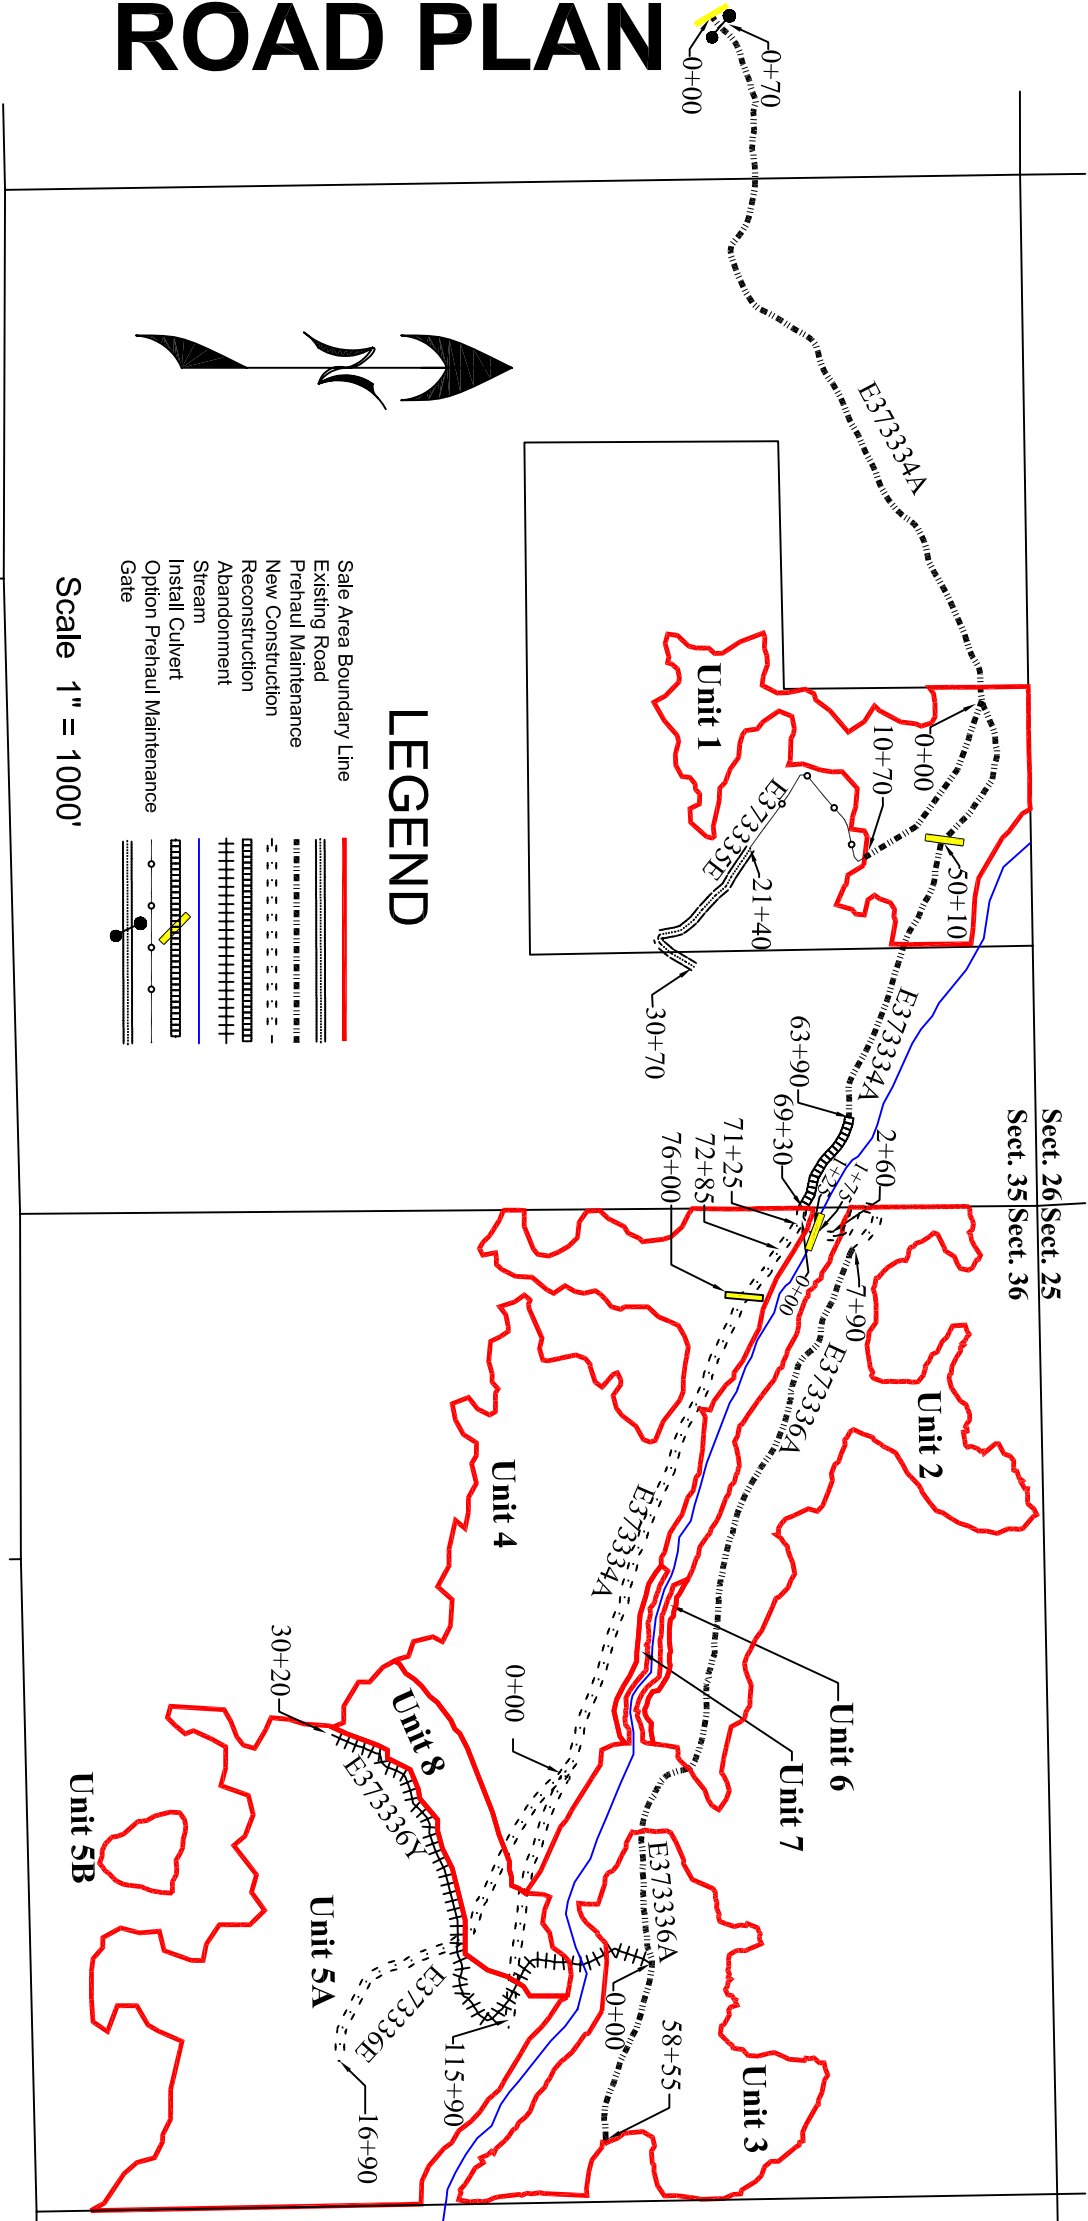 ROAD PLAN
0+70
0+00
E373334A
Sale Area Boundary Line
Existing Road
Prehaul Maintenance
New Construction
Reconstruction
Abandonment
Stream
Install Culvert
Option Prehaul Maintenance
Gate
Scale 1" = 1000'
LEGEND
Unit 1
0+00
10+70
50+10
E373335E
21+40
30+70
E373334A
63+90
69+30
71+25
72+85
76+00
2+60
1+75
1+25
0+00
7+90
Sect. 26
Sect. 25
Sect. 35
Sect. 36
E373336A
Unit 2
Unit 4
E373334A
0+00
Unit 6
Unit 7
30+20
Unit 8
E373336Y
Unit 5B
Unit 5A
E373336E
E373336A
0+00
58+55
Unit 3
115+90
16+90